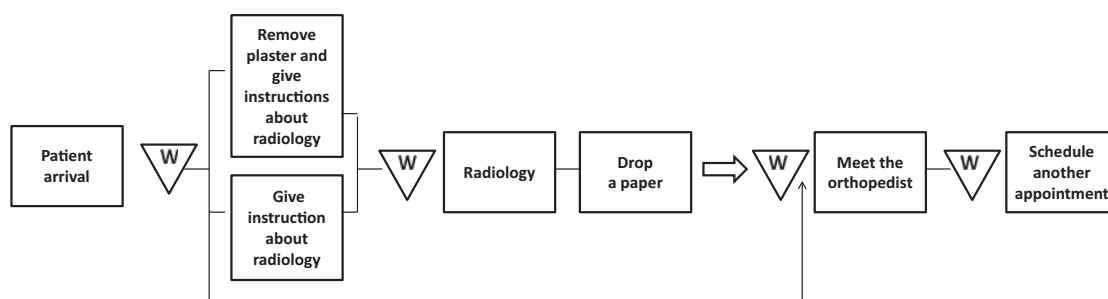 Patient
arrival
W
Remove
plaster and
give
instructions
about
radiology
Give
instruction
about
radiology
W
Radiology
Drop
a paper
W
Meet the
orthopedist
W
Schedule
another
appointment